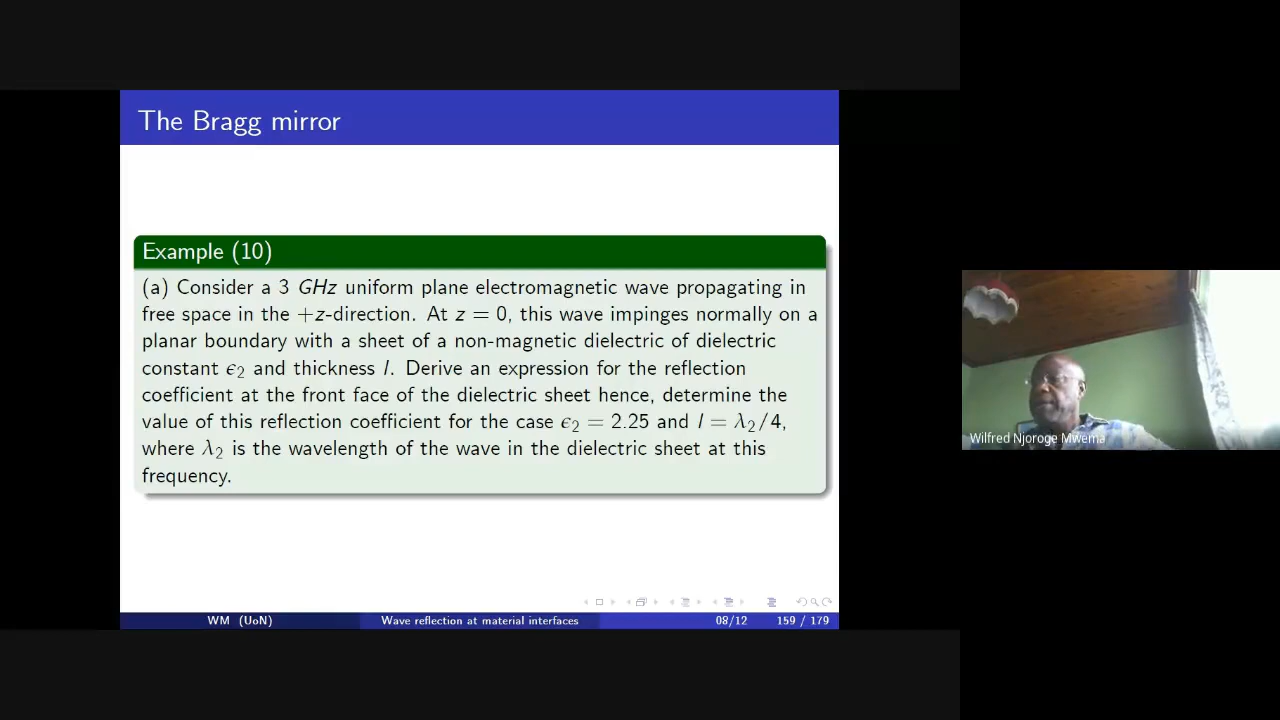 The Bragg mirror
Example (10)
(a) Consider a 3 GHz uniform plane electromagnetic wave propagating in
free space in the +z-direction. At z = 0, this wave impinges normally on a
planar boundary with a sheet of a non-magnetic dielectric of dielectric
constant ϵ₂ and thickness l. Derive an expression for the reflection
coefficient at the front face of the dielectric sheet hence, determine the
value of this reflection coefficient for the case ϵ₂ = 2.25 and l = λ₂/4,
where λ₂ is the wavelength of the wave in the dielectric sheet at this
frequency.
WM (UoN) Wave reflection at material interfaces 08/12 159 / 179
Wilfred Njoroge Mwema